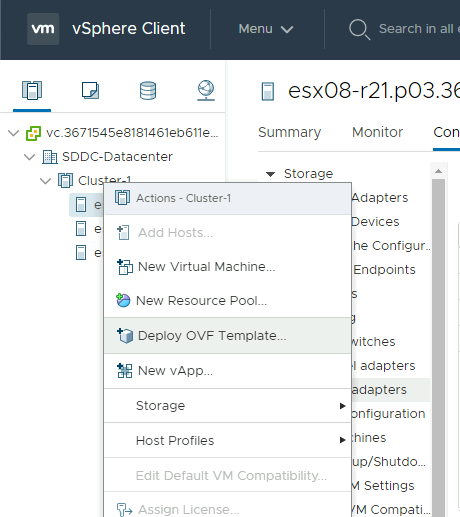 vm vSphere Client Menu Search in all e
esx08-r21.p03.36
vc.3671545e8181461eb611e...
SDDC-Datacenter
Cluster-1
Summary Monitor Con
Storage
Actions - Cluster-1
Add Hosts...
New Virtual Machine...
New Resource Pool...
Deploy OVF Template...
New vApp...
Storage
Host Profiles
Edit Default VM Compatibility...
Assign License...
e
e
e
Adapters
Devices
he Configur...
Endpoints
s
g
witches
el adapters
adapters
onfiguration
hines
up/Shutdo...
M Settings
VM Compati...